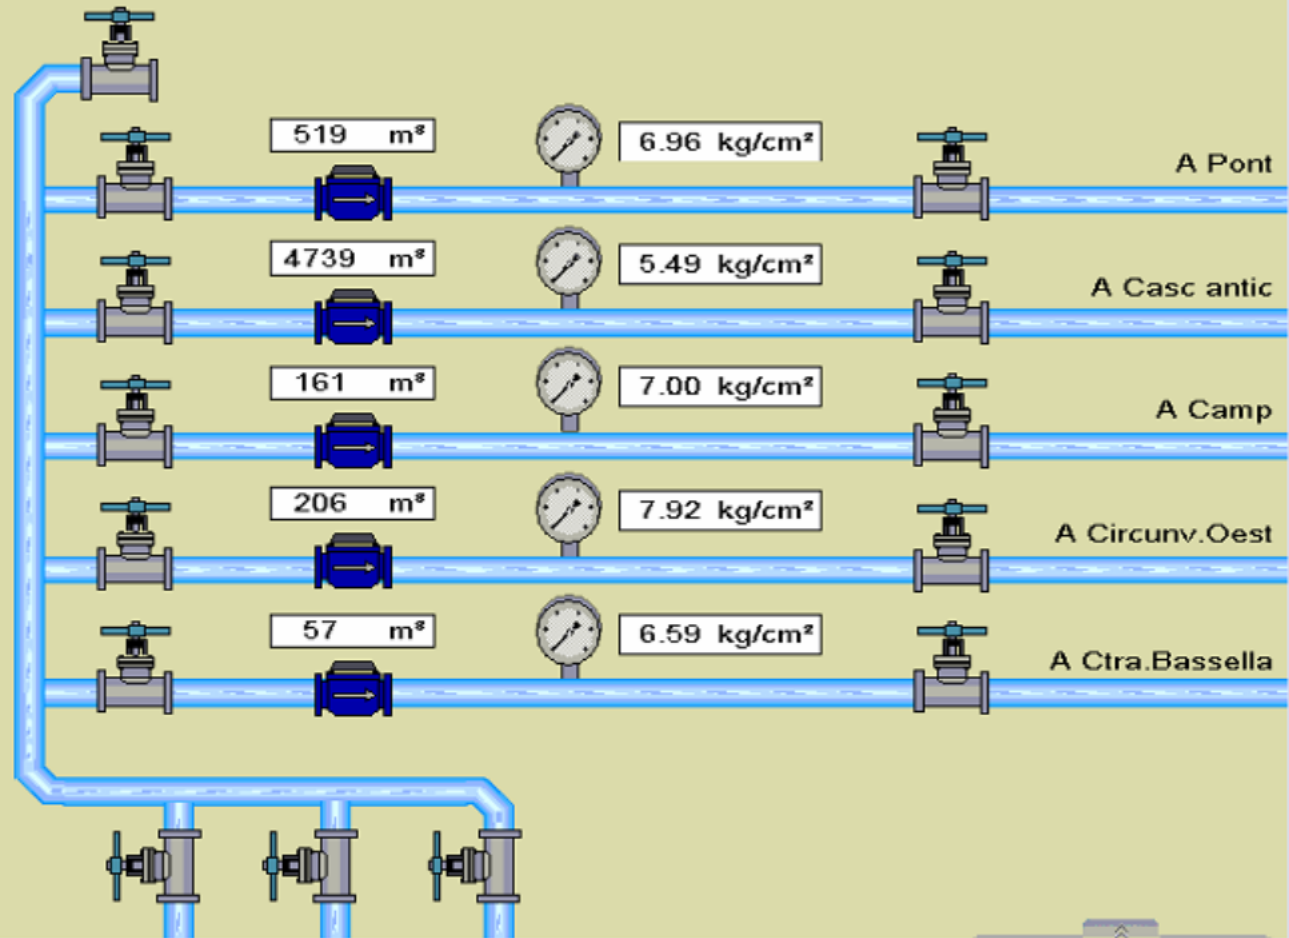 519 m³
6.96 kg/cm²
A Pont
4739 m³
5.49 kg/cm²
A Casc antic
161 m³
7.00 kg/cm²
A Camp
206 m³
7.92 kg/cm²
A Circunv.Oest
57 m³
6.59 kg/cm²
A Ctra.Bassella